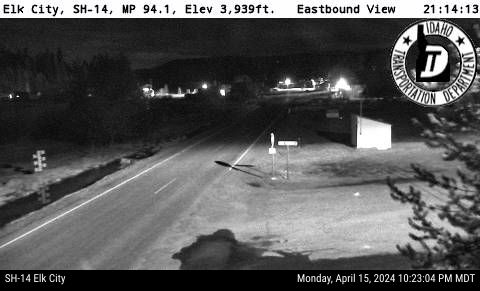 Elk City, SH-14, MP 94.1, Elev 3,939ft. Eastbound View 21:14:13
IDAHO
TRANSPORTATION DEPARTMENT
SH-14 Elk City Monday, April 15, 2024 10:23:04 PM MDT